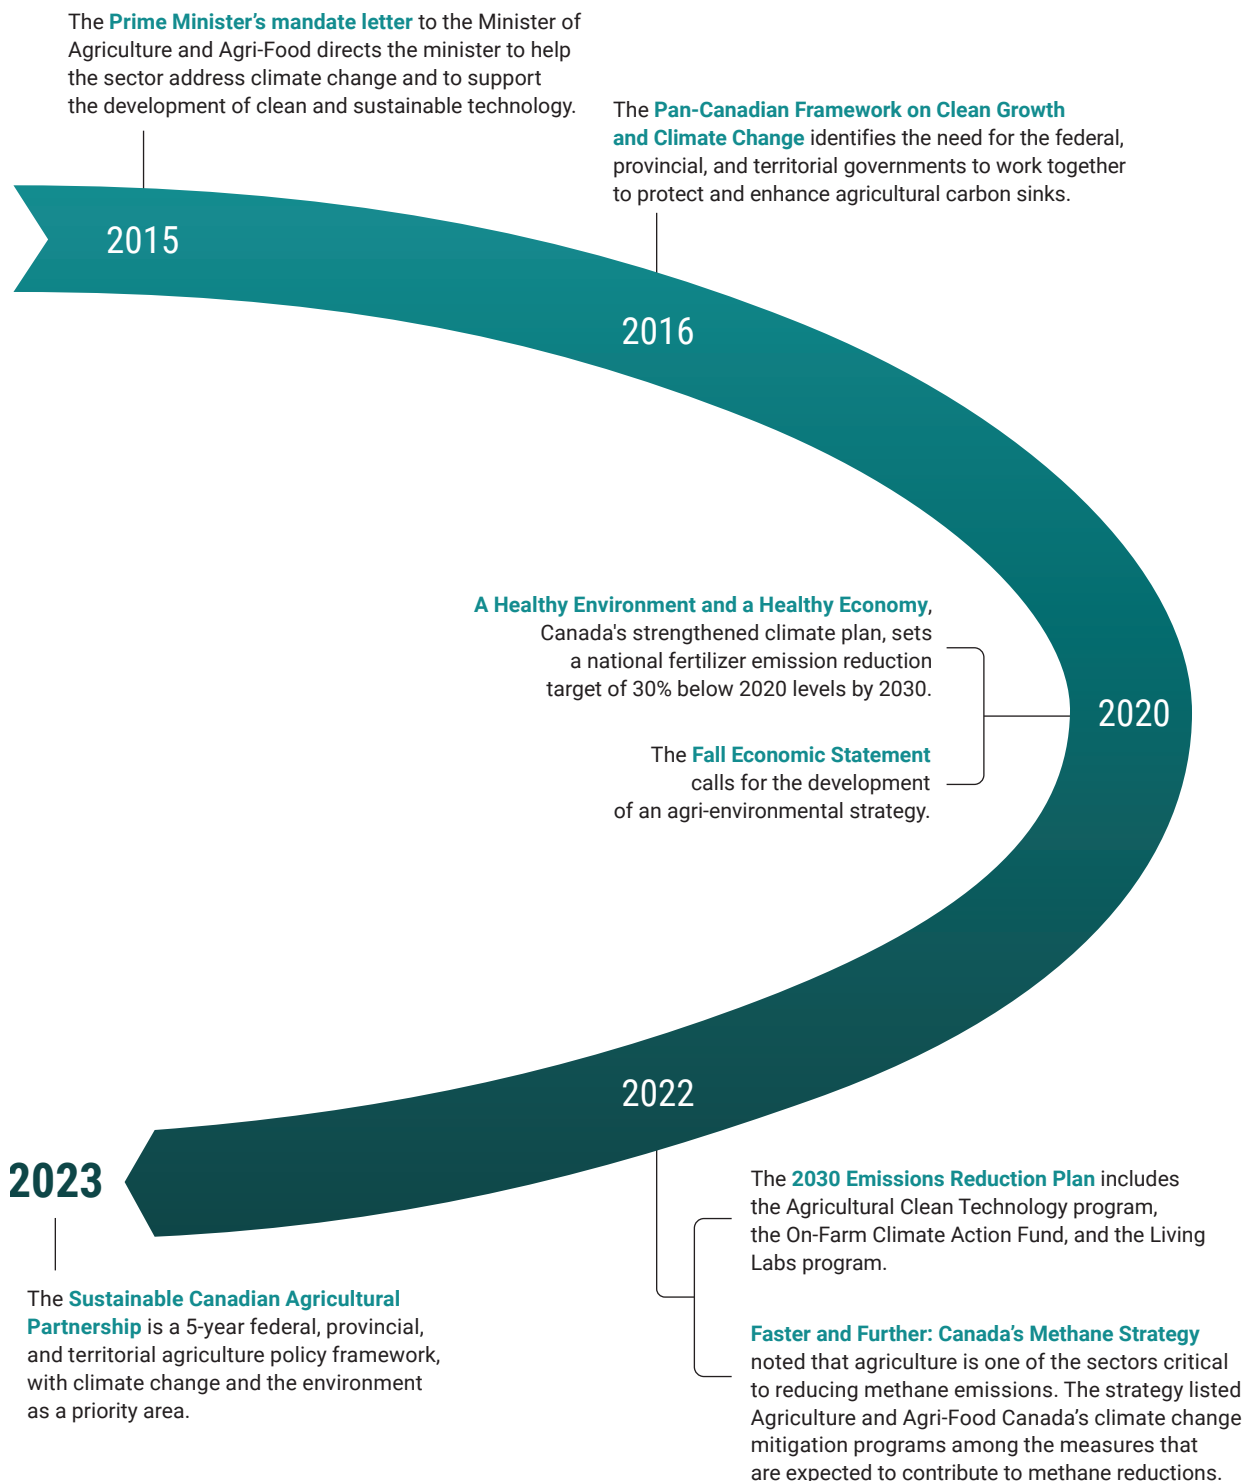 The Prime Minister’s mandate letter to the Minister of
Agriculture and Agri-Food directs the minister to help
the sector address climate change and to support
the development of clean and sustainable technology.
The Pan-Canadian Framework on Clean Growth
and Climate Change identifies the need for the federal,
provincial, and territorial governments to work together
to protect and enhance agricultural carbon sinks.
2015
2016
A Healthy Environment and a Healthy Economy,
Canada's strengthened climate plan, sets
a national fertilizer emission reduction
target of 30% below 2020 levels by 2030.
2020
The Fall Economic Statement
calls for the development
of an agri-environmental strategy.
2022
The 2030 Emissions Reduction Plan includes
the Agricultural Clean Technology program,
the On-Farm Climate Action Fund, and the Living
Labs program.
Faster and Further: Canada’s Methane Strategy
noted that agriculture is one of the sectors critical
to reducing methane emissions. The strategy listed
Agriculture and Agri-Food Canada’s climate change
mitigation programs among the measures that
are expected to contribute to methane reductions.
2023
The Sustainable Canadian Agricultural
Partnership is a 5-year federal, provincial,
and territorial agriculture policy framework,
with climate change and the environment
as a priority area.